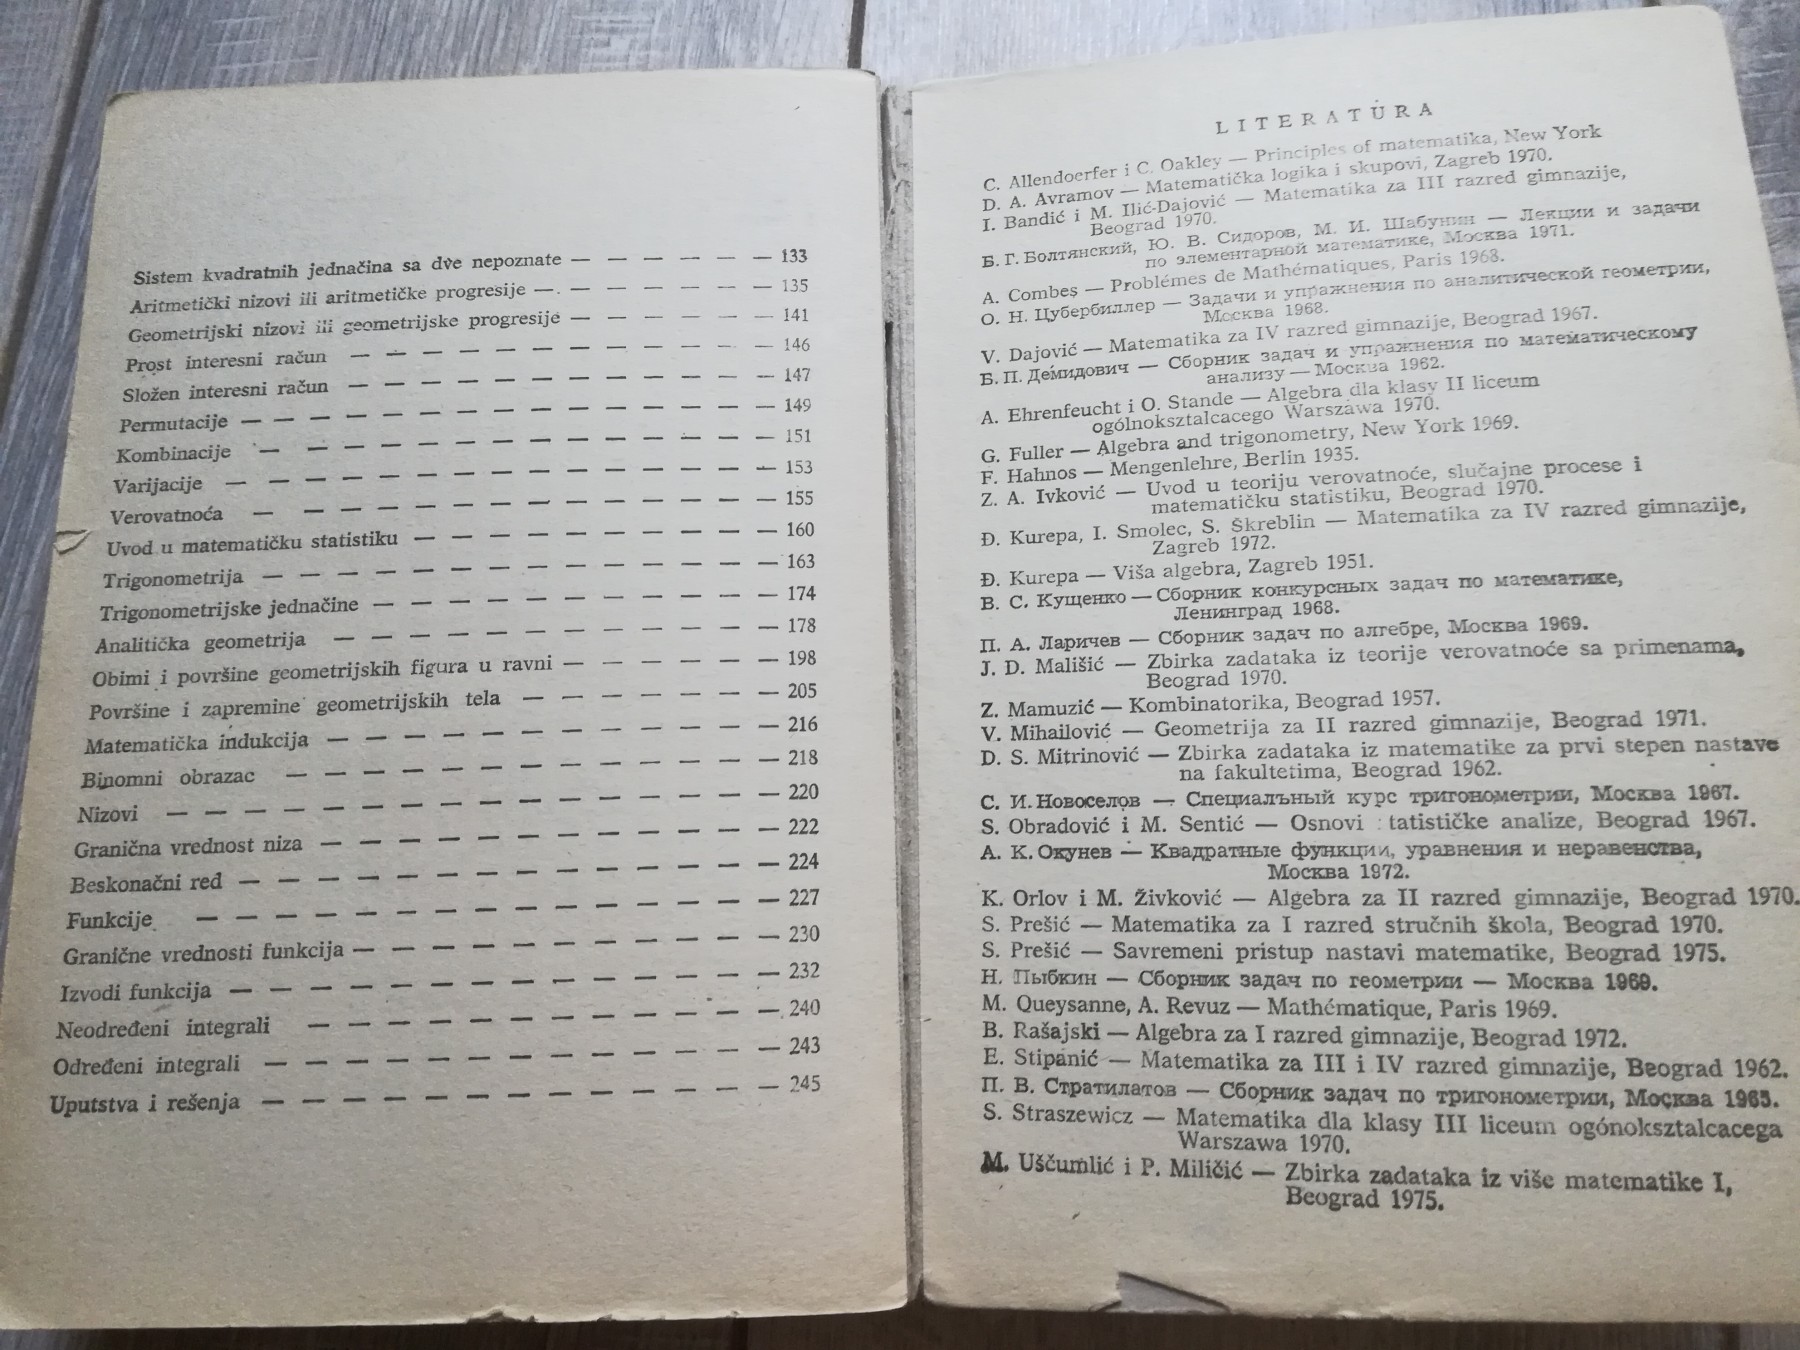 Sistem kvadratnih jednačina sa dve nepoznate — — — — — — 133
Aritmetički nizovi ili aritmetičke progresije — — — — — — — 135
Geometrijski nizovi ili geometrijske progresije — — — — — — 141
Prost interesni račun — — — — — — — — — — — — 146
Složen interesni račun — — — — — — — — — — — — 147
Permutacije — — — — — — — — — — — — — — — 149
Kombinacije — — — — — — — — — — — — — — 151
Varijacije — — — — — — — — — — — — — — — 153
Verovatnoća — — — — — — — — — — — — — — 155
Uvod u matematičku statistiku — — — — — — — — — — 160
Trigonometrija — — — — — — — — — — — — — — 163
Trigonometrijske jednačine — — — — — — — — — — — 174
Analitička geometrija — — — — — — — — — — — — 178
Obimi i površine geometrijskih figura u ravni — — — — — — 198
Površine i zapremine geometrijskih tela — — — — — — — 205
Matematička indukcija — — — — — — — — — — — — 216
Binomni obrazac — — — — — — — — — — — — — 218
Nizovi — — — — — — — — — — — — — — — — 220
Granična vrednost niza — — — — — — — — — — — — 222
Beskonačni red — — — — — — — — — — — — — — 224
Funkcije — — — — — — — — — — — — — — — 227
Granične vrednosti funkcija — — — — — — — — — — — 230
Izvodi funkcija — — — — — — — — — — — — — — 232
Neodređeni integrali — — — — — — — — — — — — 240
Određeni integrali — — — — — — — — — — — — — 243
Uputstva i rešenja — — — — — — — — — — — — — 245
LITERATURA
C. Allendoerfer i C. Oakley — Principles of matematika, New York
D. A. Avramov — Matematička logika i skupovi, Zagreb 1970.
I. Bandić i M. Ilić-Dajović — Matematika za III razred gimnazije,
Beograd 1970.
Б. Г. Болтянский, Ю. В. Сидоров, М. И. Шабунин — Лекции и задачи
по элементарной математике, Москва 1971.
A. Combes — Problémes de Mathématiques, Paris 1968.
О. Н. Цубербиллер — Задачи и упражнения по аналитической геометрии,
Москва 1968.
V. Dajović — Matematika za IV razred gimnazije, Beograd 1967.
Б. П. Демидович — Сборник задач и упражнения по математическому
анализу — Москва 1962.
A. Ehrenfeucht i O. Stande — Algebra dla klasy II liceum
ogólnoksztalcacego Warszawa 1970.
G. Fuller — Algebra and trigonometry, New York 1969.
F. Hahnos — Mengenlehre, Berlin 1935.
Z. A. Ivković — Uvod u teoriju verovatnoće, slučajne procese i
matematičku statistiku, Beograd 1970.
Đ. Kurepa, I. Smolec, S. Škreblin — Matematika za IV razred gimnazije,
Zagreb 1972.
Đ. Kurepa — Viša algebra, Zagreb 1951.
В. С. Кущенко — Сборник конкурсных задач по математике,
Ленинград 1968.
П. А. Ларичев — Сборник задач по алгебре, Москва 1969.
J. D. Mališić — Zbirka zadataka iz teorije verovatnoće sa primenama,
Beograd 1970.
Z. Mamuzić — Kombinatorika, Beograd 1957.
V. Mihailović — Geometrija za II razred gimnazije, Beograd 1971.
D. S. Mitrinović — Zbirka zadataka iz matematike za prvi stepen nastave
na fakultetima, Beograd 1962.
С. И. Новоселов — Специалъный курс тригонометрии, Москва 1967.
S. Obradović i M. Sentić — Osnovi tatističke analize, Beograd 1967.
А. К. Окунев — Квадратные функции, уравнения и неравенства,
Москва 1972.
K. Orlov i M. Živković — Algebra za II razred gimnazije, Beograd 1970.
S. Prešić — Matematika za I razred stručnih škola, Beograd 1970.
S. Prešić — Savremeni pristup nastavi matematike, Beograd 1975.
Н. Пыбкин — Сборник задач по геометрии — Москва 1969.
M. Queysanne, A. Revuz — Mathématique, Paris 1969.
B. Rašajski — Algebra za I razred gimnazije, Beograd 1972.
E. Stipanić — Matematika za III i IV razred gimnazije, Beograd 1962.
П. В. Стратилатов — Сборник задач по тригонометрии, Москва 1965.
S. Straszewicz — Matematika dla klasy III liceum ogónoksztalcacega
Warszawa 1970.
M. Uščumlić i P. Miličić — Zbirka zadataka iz više matematike I,
Beograd 1975.